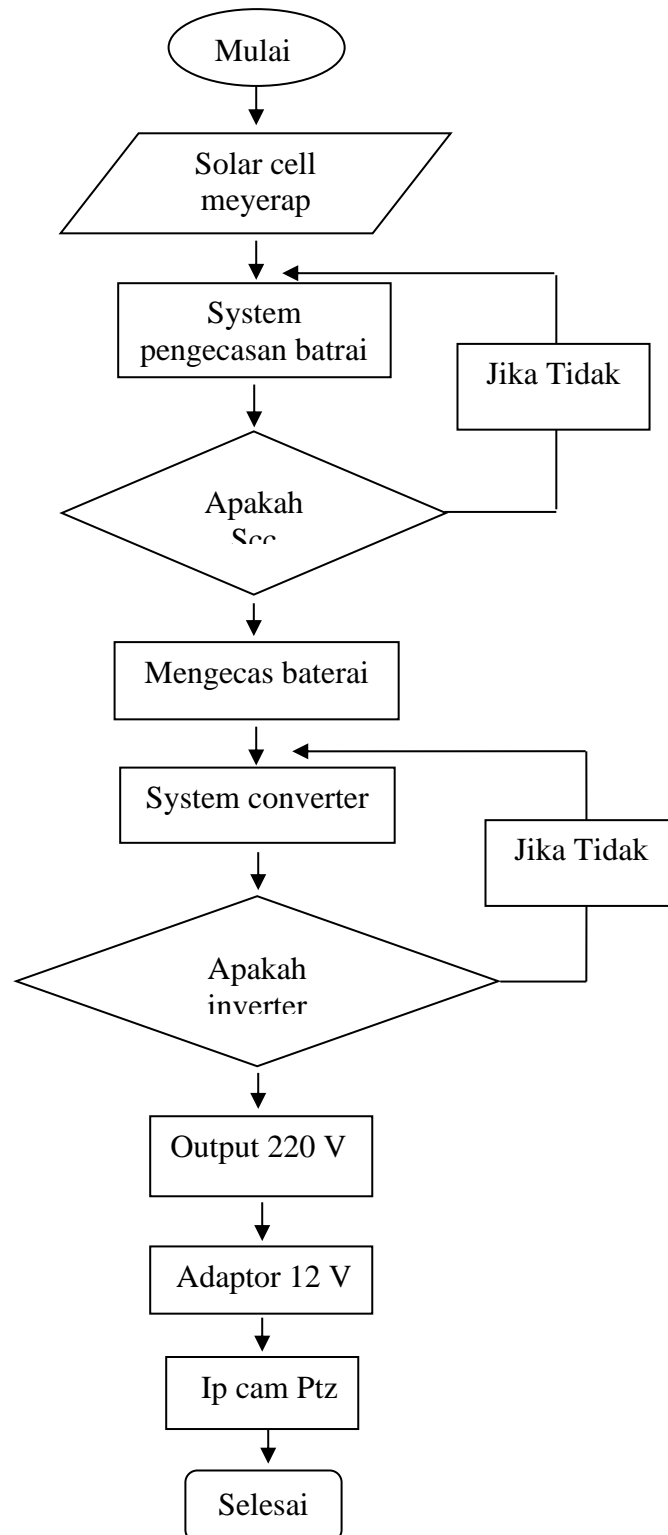 Mulai
Solar cell
meyerap
System
pengecasan batrai
Jika Tidak
Apakah
Scc
Mengecas baterai
System converter
Jika Tidak
Apakah
inverter
Output 220 V
Adaptor 12 V
Ip cam Ptz
Selesai